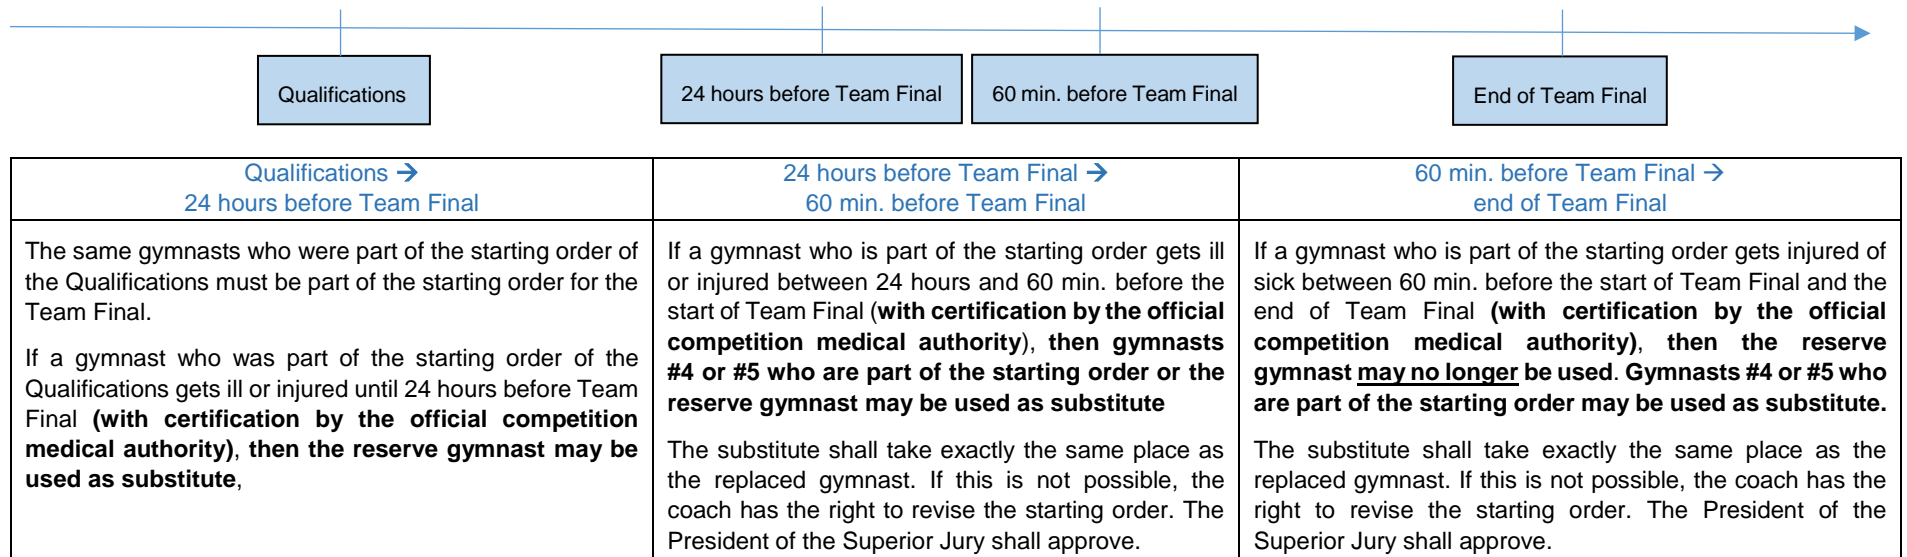 Qualifications
24 hours before Team Final
60 min. before Team Final
End of Team Final
Qualifications →
24 hours before Team Final
The same gymnasts who were part of the starting order of
the Qualifications must be part of the starting order for the
Team Final.
If a gymnast who was part of the starting order of the
Qualifications gets ill or injured until 24 hours before Team
Final (with certification by the official competition
medical authority), then the reserve gymnast may be
used as substitute,
24 hours before Team Final →
60 min. before Team Final
If a gymnast who is part of the starting order gets ill
or injured between 24 hours and 60 min. before the
start of Team Final (with certification by the official
competition medical authority), then gymnasts
#4 or #5 who are part of the starting order or the
reserve gymnast may be used as substitute
The substitute shall take exactly the same place as
the replaced gymnast. If this is not possible, the
coach has the right to revise the starting order. The
President of the Superior Jury shall approve.
60 min. before Team Final →
end of Team Final
If a gymnast who is part of the starting order gets injured of
sick between 60 min. before the start of Team Final and the
end of Team Final (with certification by the official
competition medical authority), then the reserve
gymnast may no longer be used. Gymnasts #4 or #5 who
are part of the starting order may be used as substitute.
The substitute shall take exactly the same place as the
replaced gymnast. If this is not possible, the coach has the
right to revise the starting order. The President of the
Superior Jury shall approve.